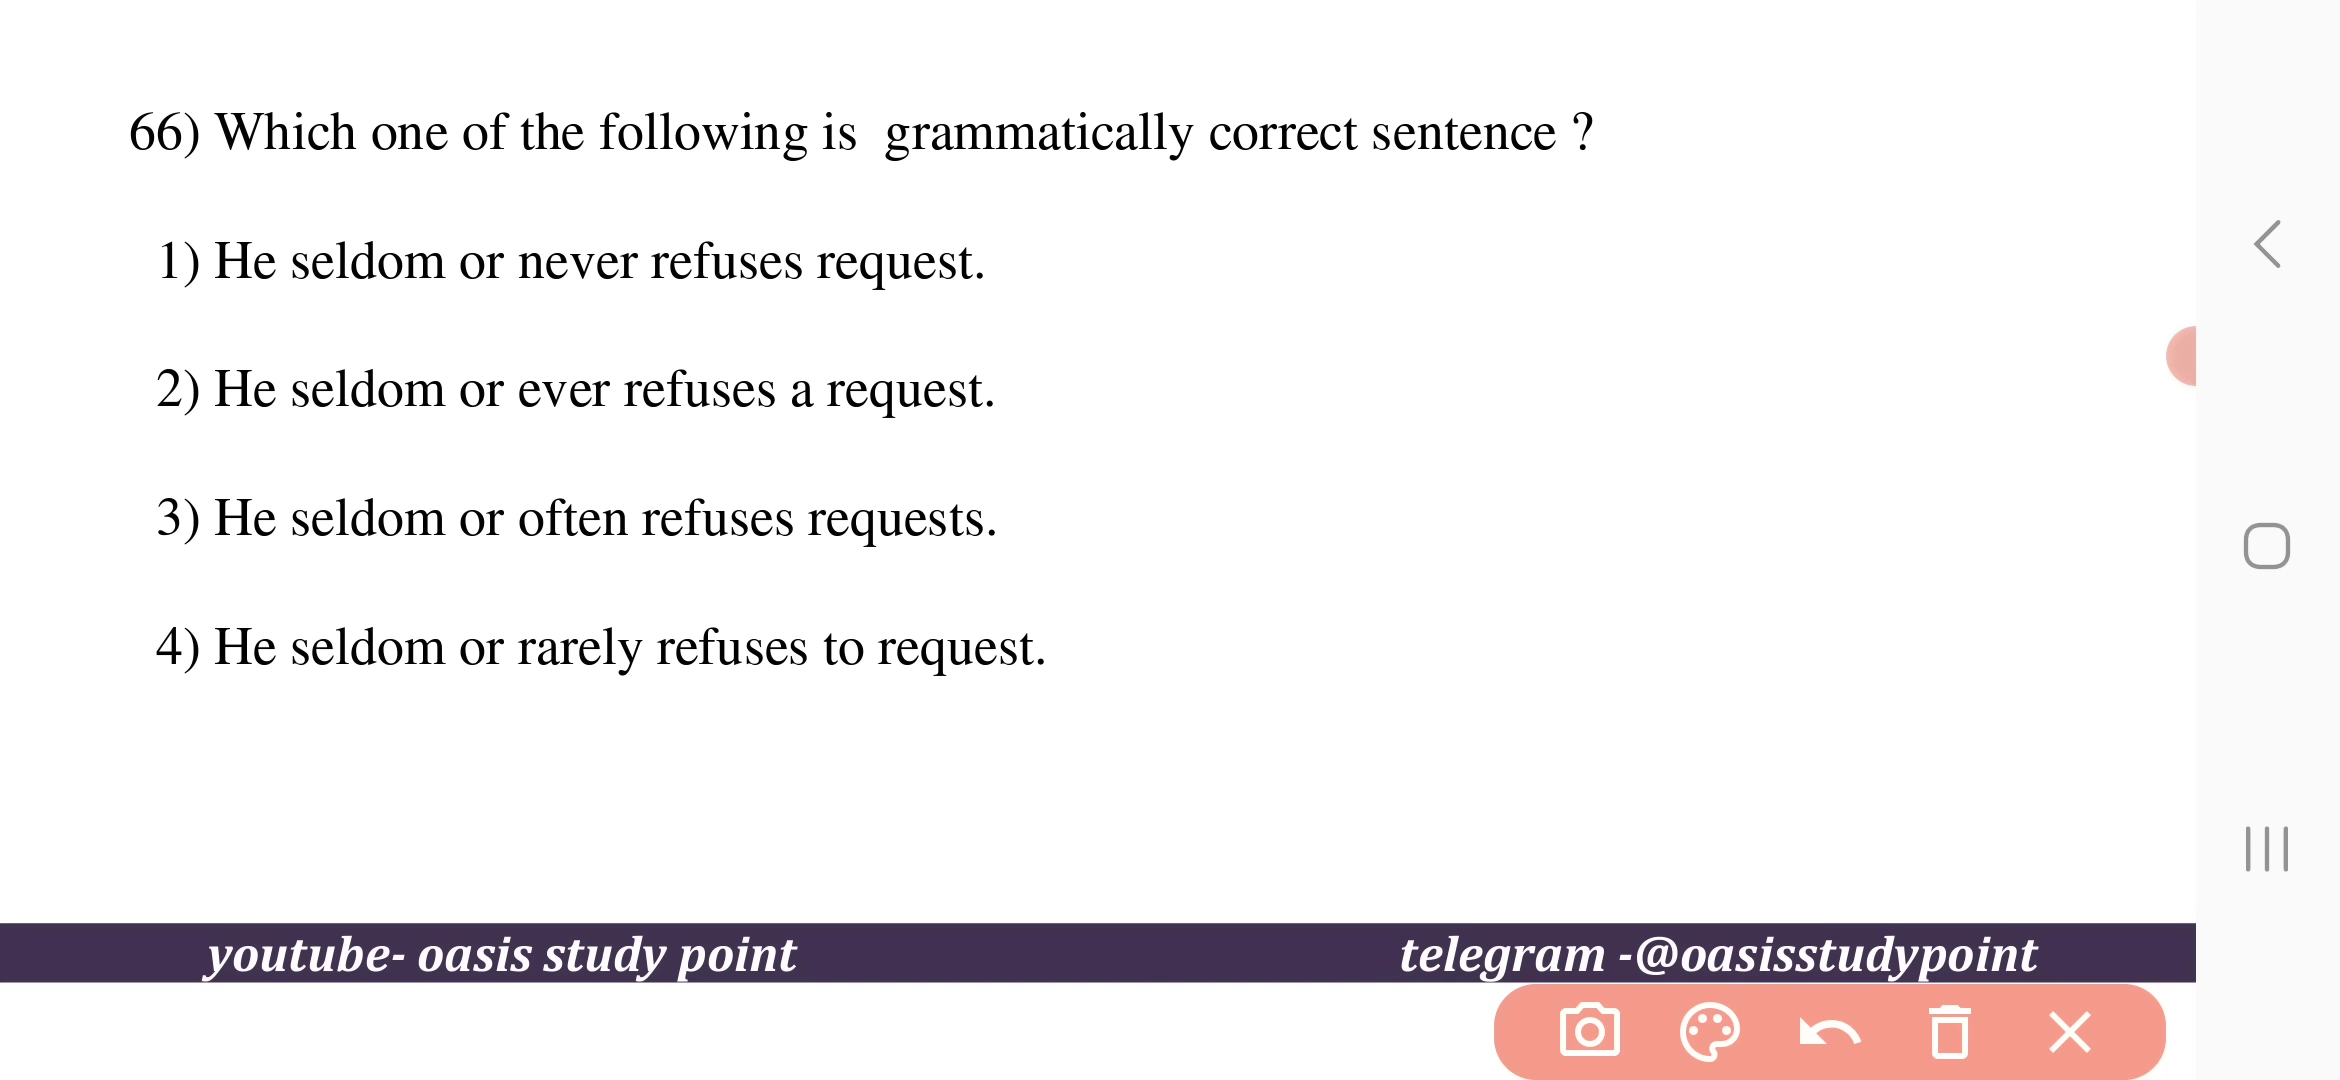 66) Which one of the following is  grammatically correct sentence ?
1) He seldom or never refuses request.
2) He seldom or ever refuses a request.
3) He seldom or often refuses requests.
4) He seldom or rarely refuses to request.
youtube- oasis study point
telegram -@oasisstudypoint